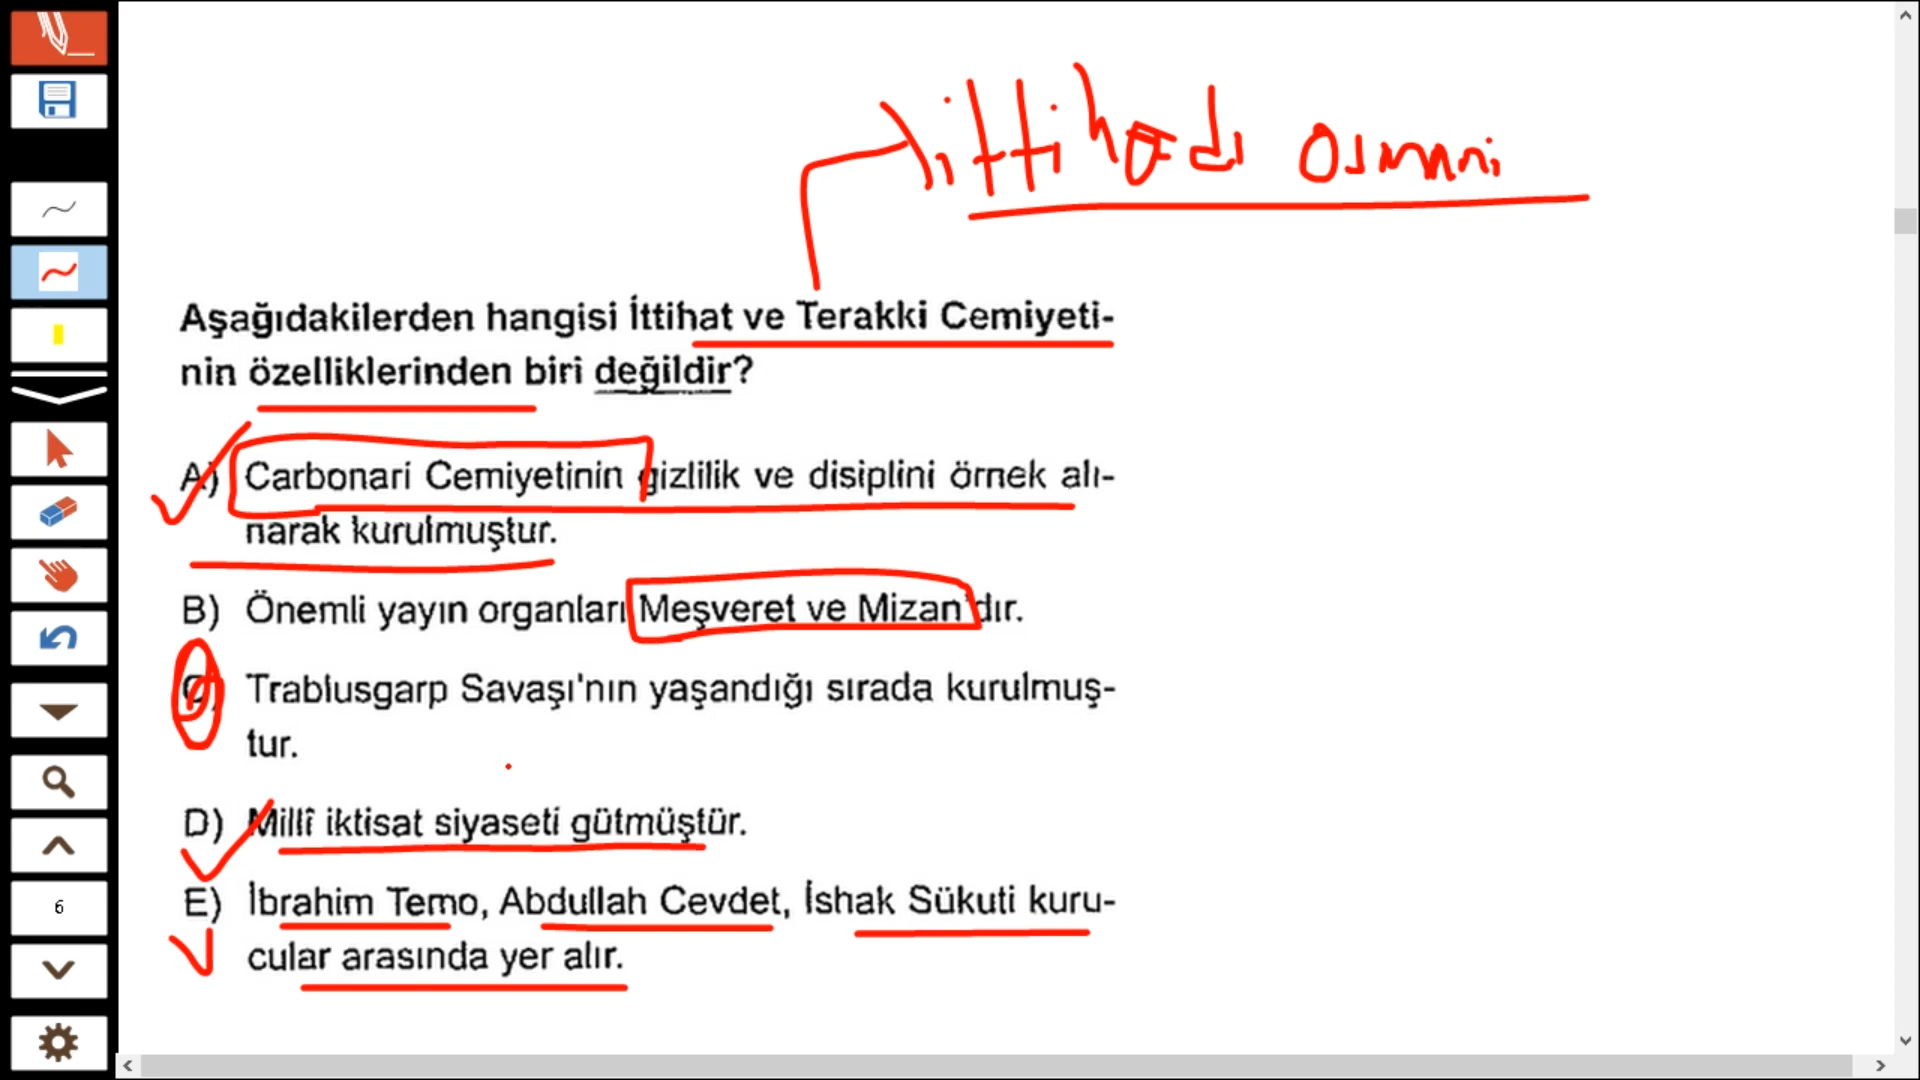 ittihadı Osmani
Aşağıdakilerden hangisi İttihat ve Terakki Cemiyeti-
nin özelliklerinden biri değildir?
A) Carbonari Cemiyetinin gizlilik ve disiplini örnek alı-
narak kurulmuştur.
B) Önemli yayın organları Meşveret ve Mizan'dır.
C) Trablusgarp Savaşı'nın yaşandığı sırada kurulmuş-
tur.
D) Millî iktisat siyaseti gütmüştür.
E) İbrahim Temo, Abdullah Cevdet, İshak Sükuti kuru-
cular arasında yer alır.
6